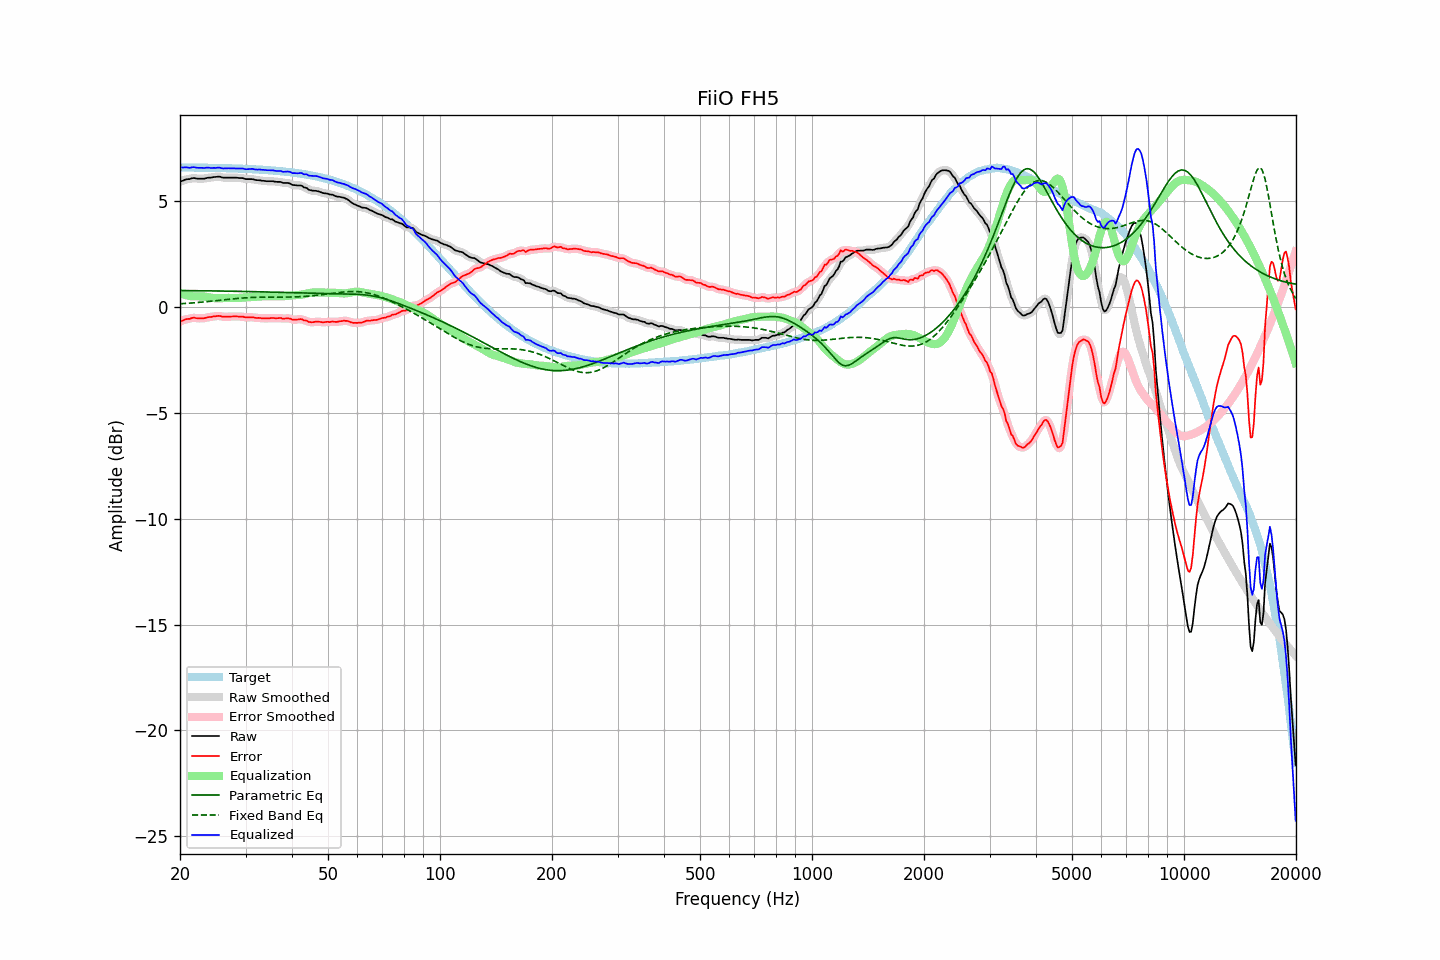 FiiO FH5
Amplitude (dBr)
5
0
−5
−10
−15
−20
−25
Target
Raw Smoothed
Error Smoothed
Raw
Error
Equalization
Parametric Eq
Fixed Band Eq
Equalized
20 50 100 200 500 1000 2000 5000 10000 20000
Frequency (Hz)